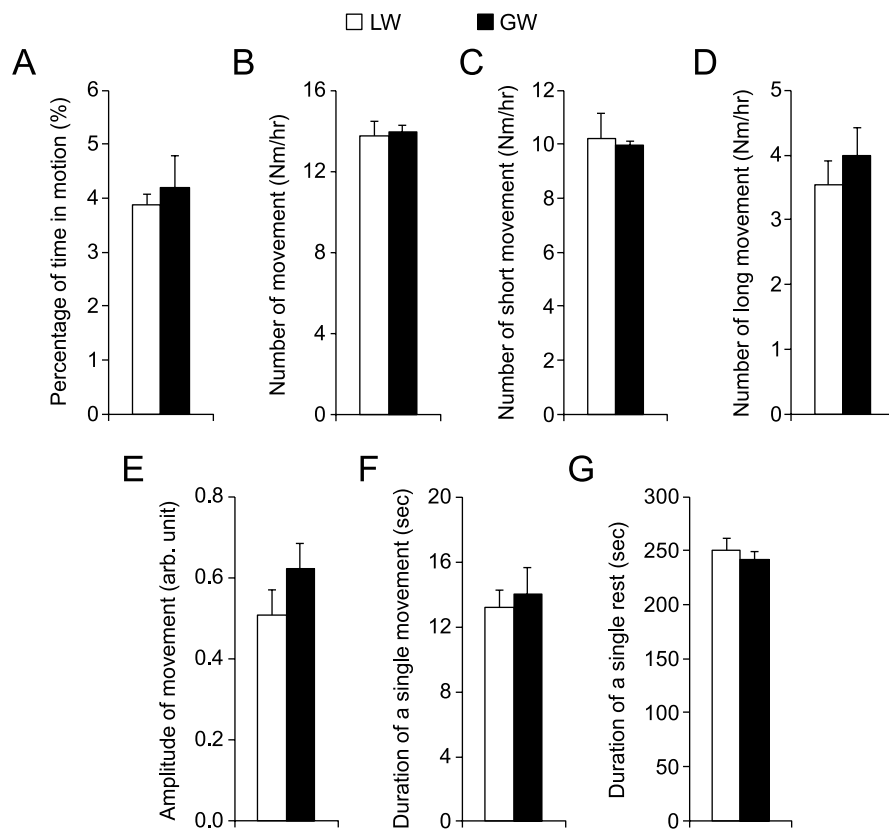 LW GW
A
Percentage of time in motion (%)
6
5
4
3
2
1
0
B
Number of movement (Nm/hr)
16
12
8
4
0
C
Number of short movement (Nm/hr)
12
10
8
6
4
2
0
D
Number of long movement (Nm/hr)
5
4
3
2
1
0
E
Amplitude of movement (arb. unit)
0.8
0.6
0.4
0.2
0.0
F
Duration of a single movement (sec)
20
16
12
8
4
0
G
Duration of a single rest (sec)
300
250
200
150
100
50
0